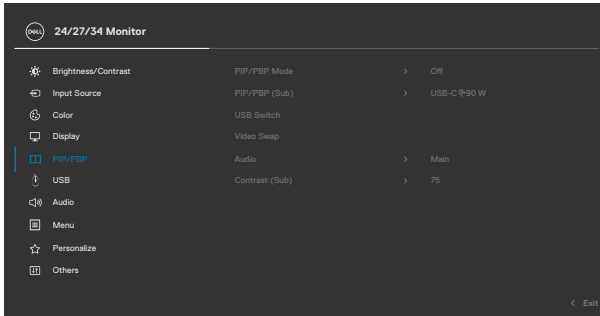 DELL
24/27/34 Monitor
Brightness/Contrast PIP/PBP Mode > Off
Input Source PIP/PBP (Sub) > USB-C 90 W
Color USB Switch
Display Video Swap
PIP/PBP Audio > Main
USB Contrast (Sub) > 75
Audio
Menu
Personalize
Others
< Exit